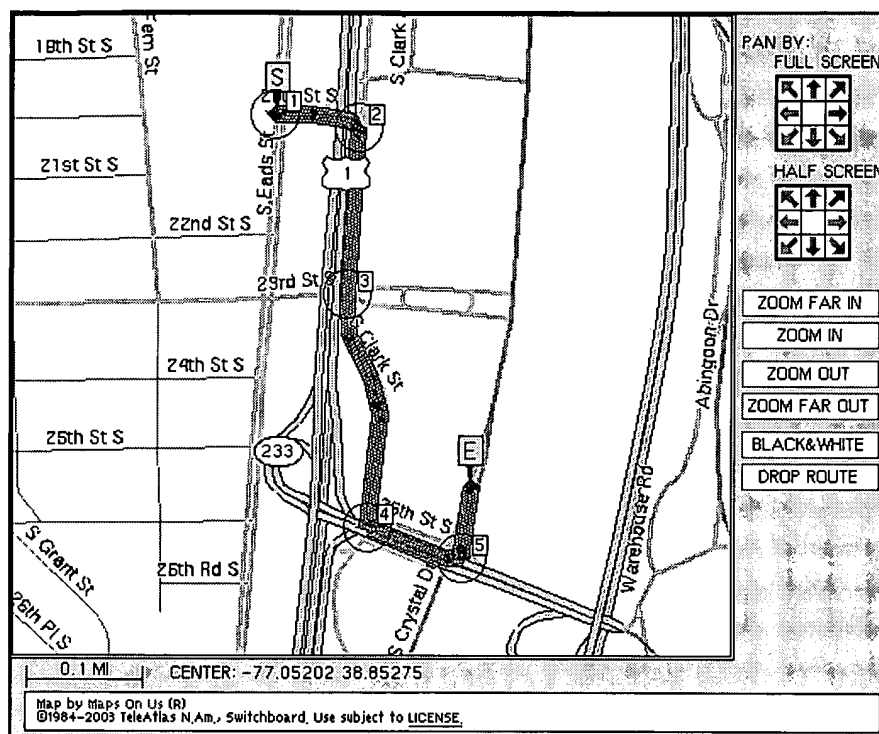 18th St S
Fern St
S Clark
PAN BY:
FULL SCREEN
S
1
St S
2
21st St S
S Eads St
1
HALF SCREEN
22nd St S
23rd St S
3
ZOOM FAR IN
ZOOM IN
S Clark St
Abingdon Dr
24th St S
ZOOM OUT
ZOOM FAR OUT
25th St S
233
E
BLACK&WHITE
DROP ROUTE
4
26th St S
5
Warehouse Rd
S Grant St
26th Rd S
S Crystal Dr
26th Pl S
0.1 MI
CENTER: -77.05202 38.85275
Map by Maps On Us (R)
©1984-2003 TeleAtlas N.Am., Switchboard. Use subject to LICENSE.